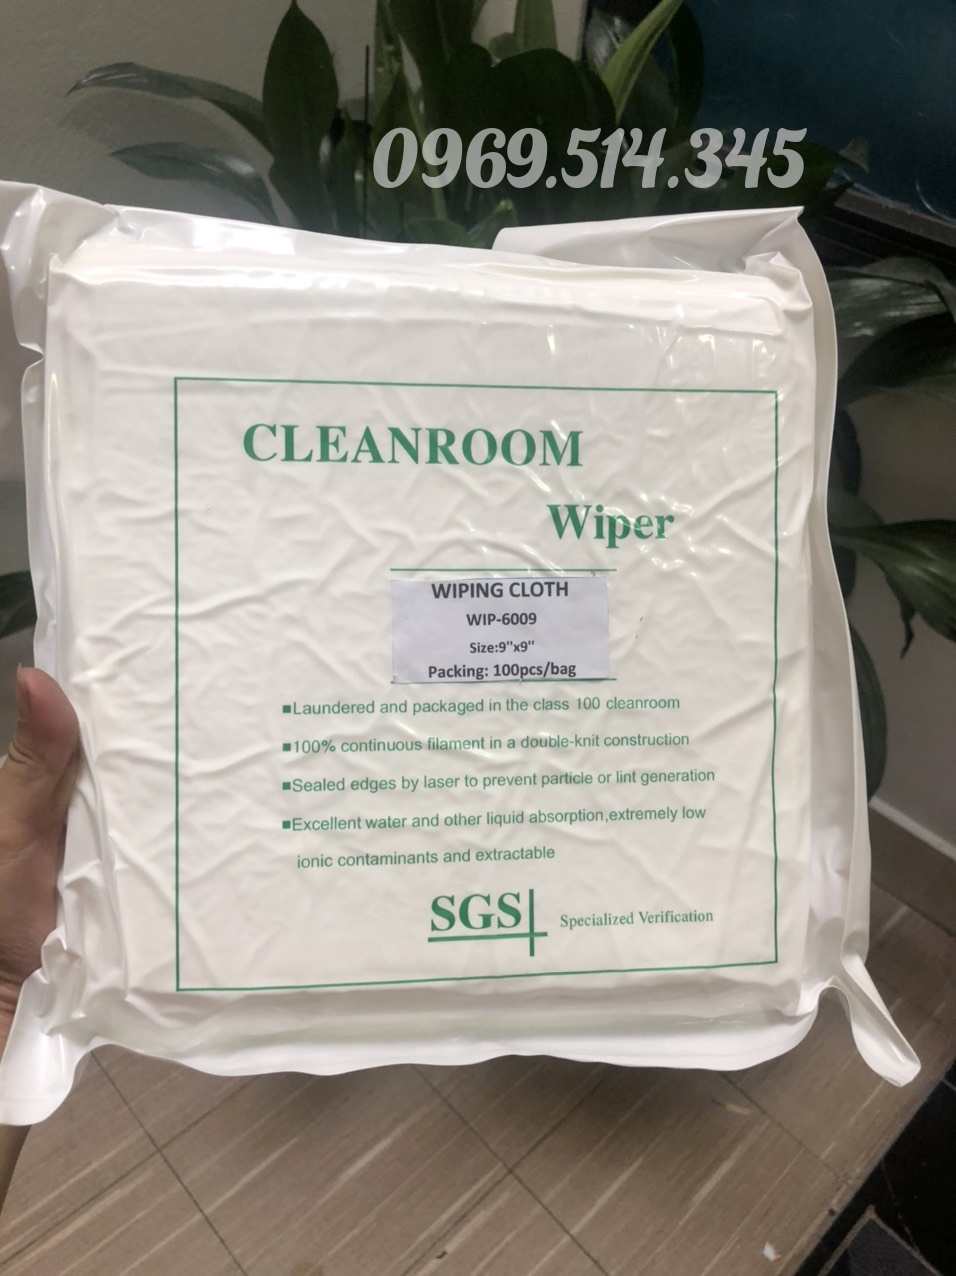 0969.514.345
CLEANROOM
Wiper
WIPING CLOTH
WIP-6009
Size:9"x9"
Packing: 100pcs/bag
■Laundered and packaged in the class 100 cleanroom
■100% continuous filament in a double-knit construction
■Sealed edges by laser to prevent particle or lint generation
■Excellent water and other liquid absorption,extremely low
ionic contaminants and extractable
SGS
Specialized Verification